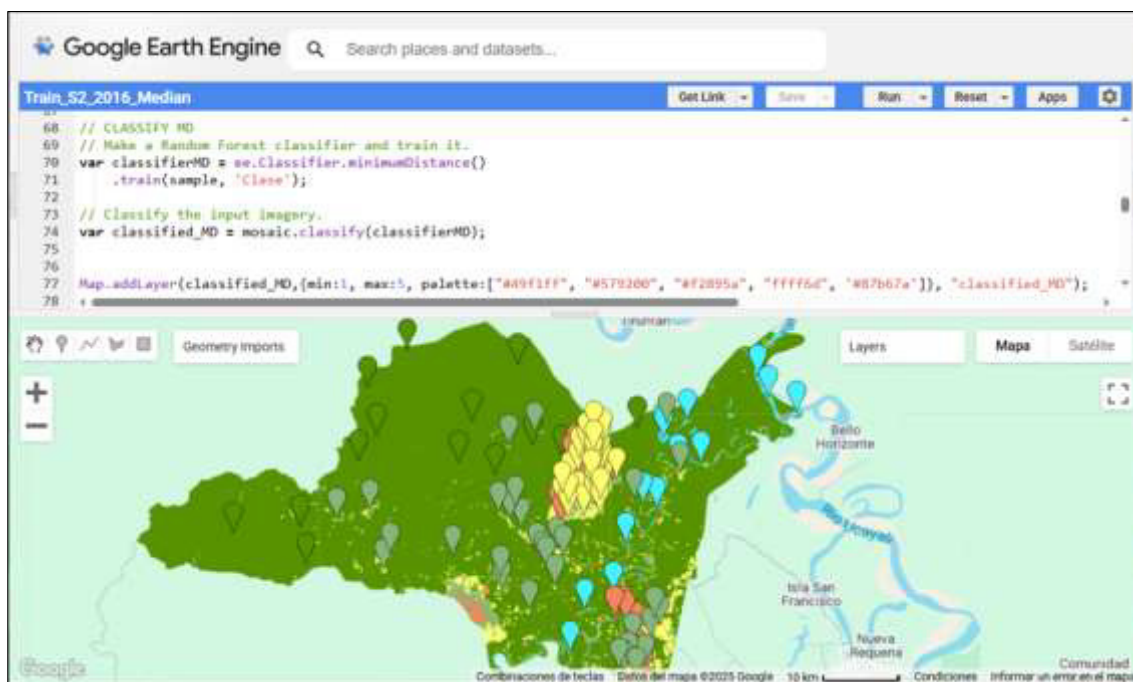 Google Earth Engine
Search places and datasets...
Train_S2_2016_Median
Get Link
Save
Run
Reset
Apps
67
68 // CLASSIFY MD
69 // Make a Random Forest classifier and train it.
70 var classifierMD = ee.Classifier.minimumDistance()
71 .train(sample, 'Clase');
72
73 // Classify the input imagery.
74 var classified_MD = mosaic.classify(classifierMD);
75
76
77 Map.addLayer(classified_MD,{min:1, max:5, palette:["#49f1ff", "#579200", "#f2895a", "ffff6d", "#87b67a"]}, "classified_MD");
78
Geometry Imports
Layers
Mapa
Satélite
+
−
Bello
Horizonte
Río Ucayali
Isla San
Francisco
Nueva
Requena
Comunidad
Google
Combinaciones de teclas
Datos del mapa ©2025 Google
10 km
Condiciones
Informar un error en el mapa